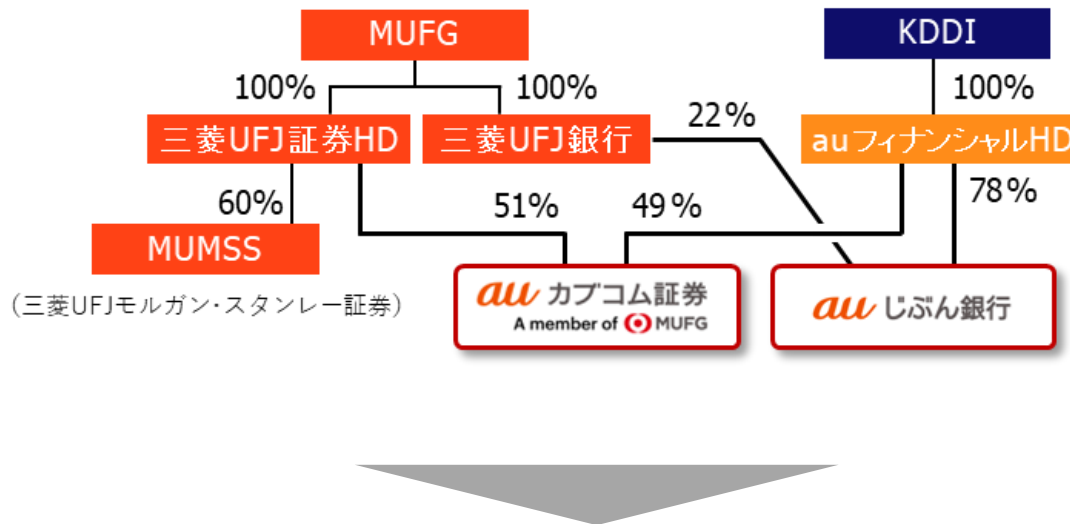 MUFG
KDDI
100%
100%
100%
三菱UFJ証券HD
三菱UFJ銀行
22%
auフィナンシャルHD
60%
51%
49%
78%
MUMSS
(三菱UFJモルガン・スタンレー証券)
au カブコム証券
A member of MUFG
au じぶん銀行